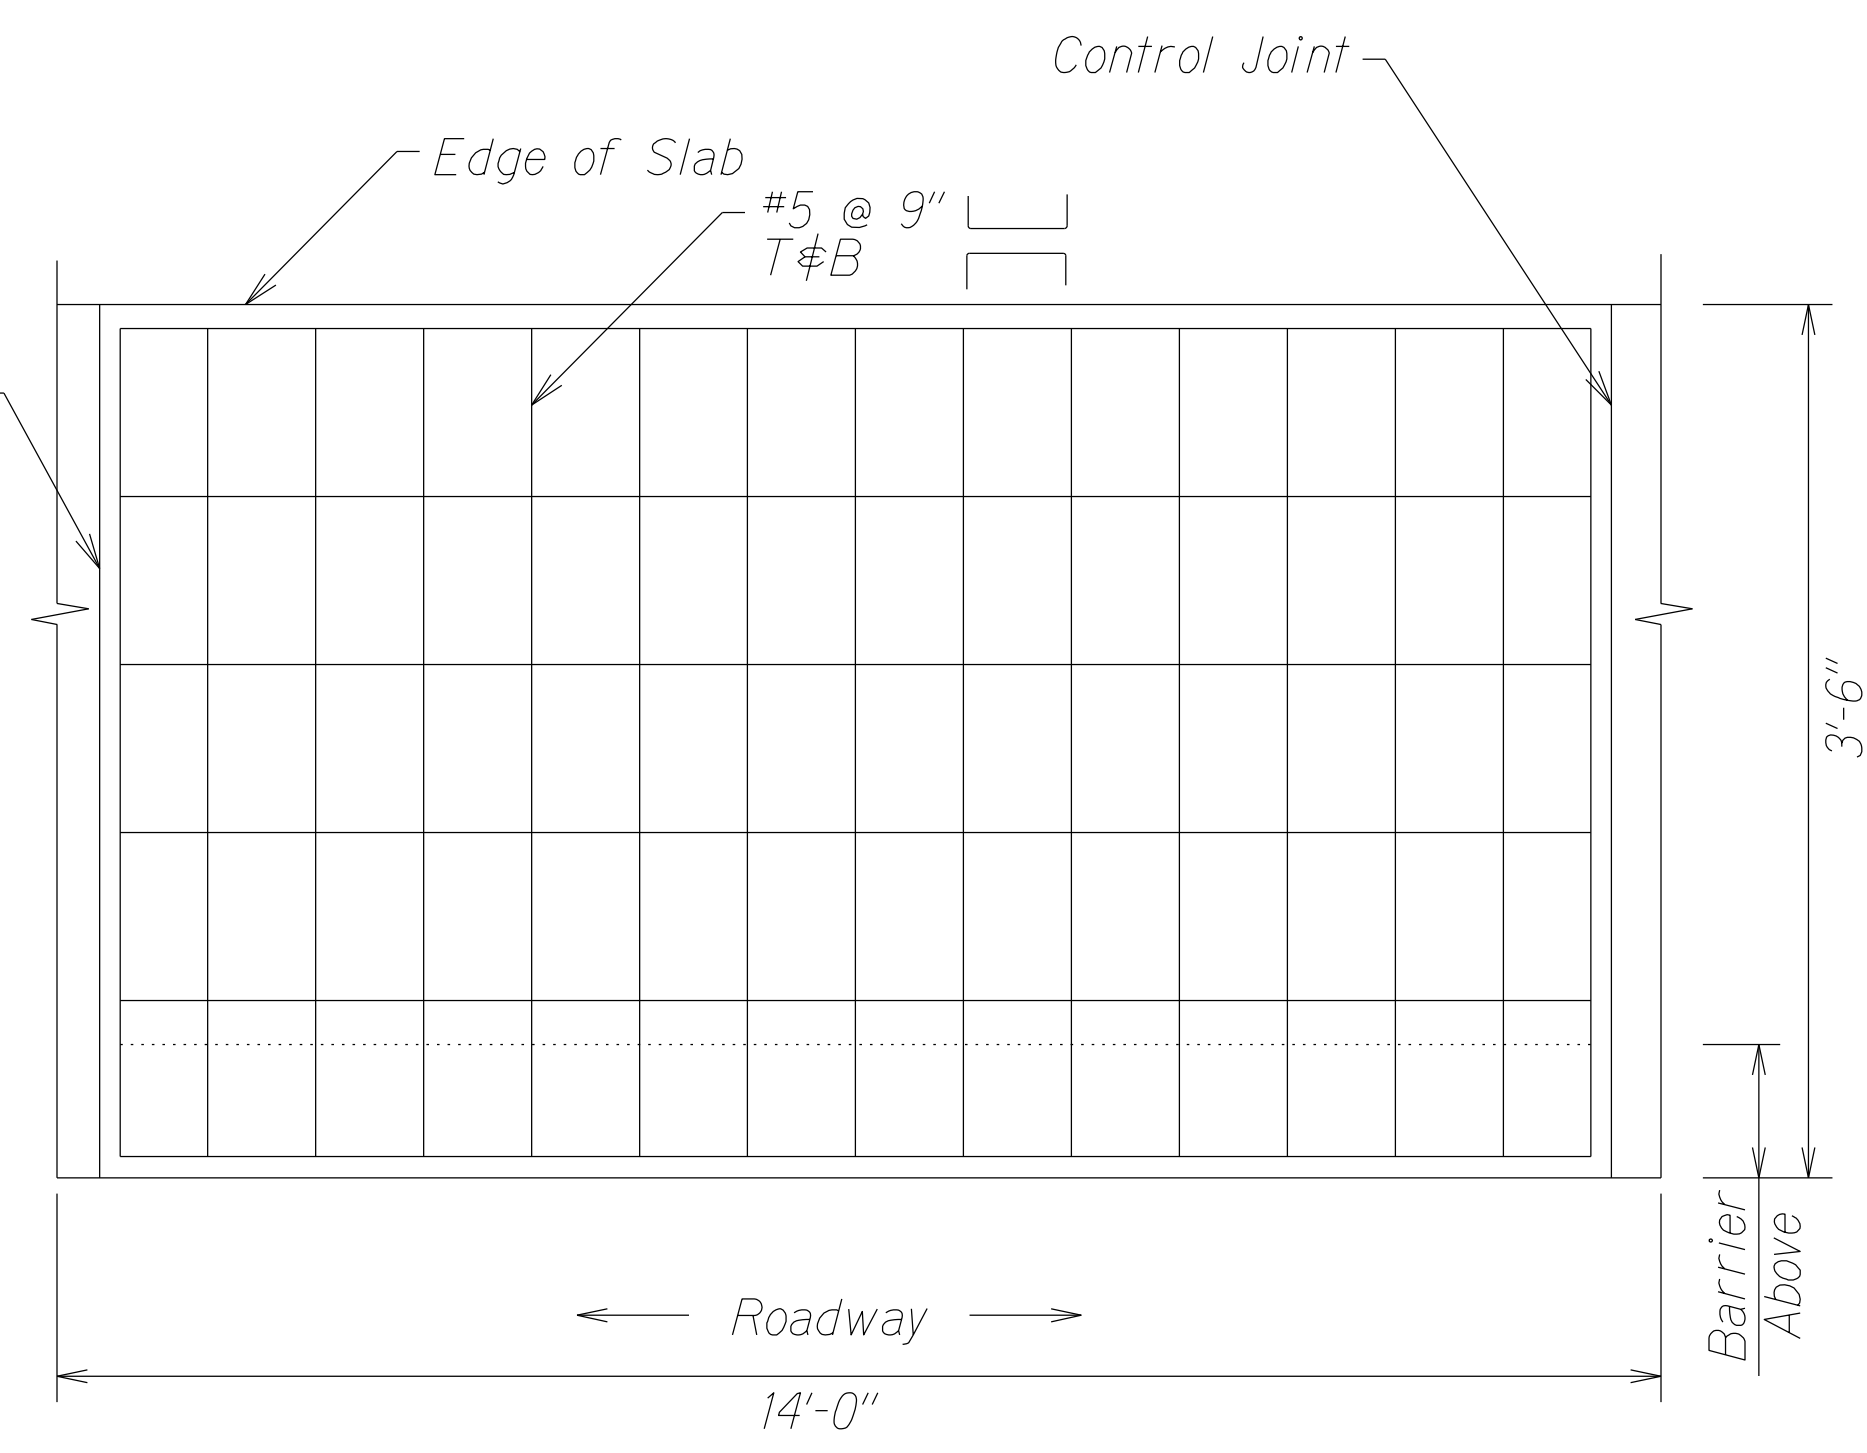 Control Joint
Edge of Slab
#5 @ 9"
T&B
3'-6"
Barrier
Above
Roadway
14'-0"